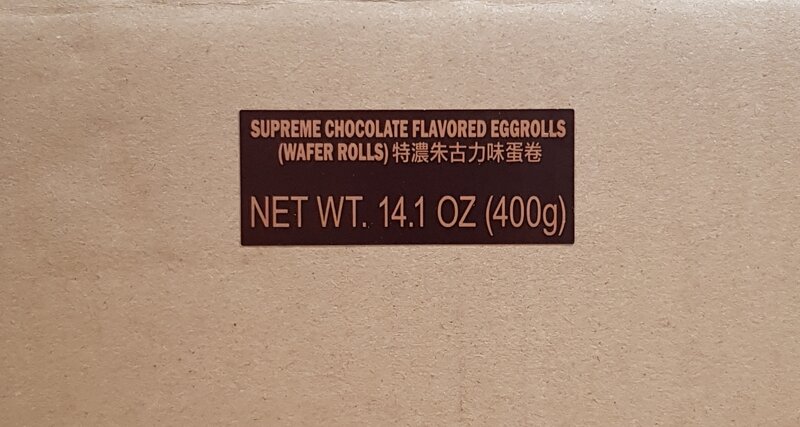 SUPREME CHOCOLATE FLAVORED EGGROLLS
(WAFER ROLLS) 特濃朱古力味蛋卷
NET WT. 14.1 OZ (400g)